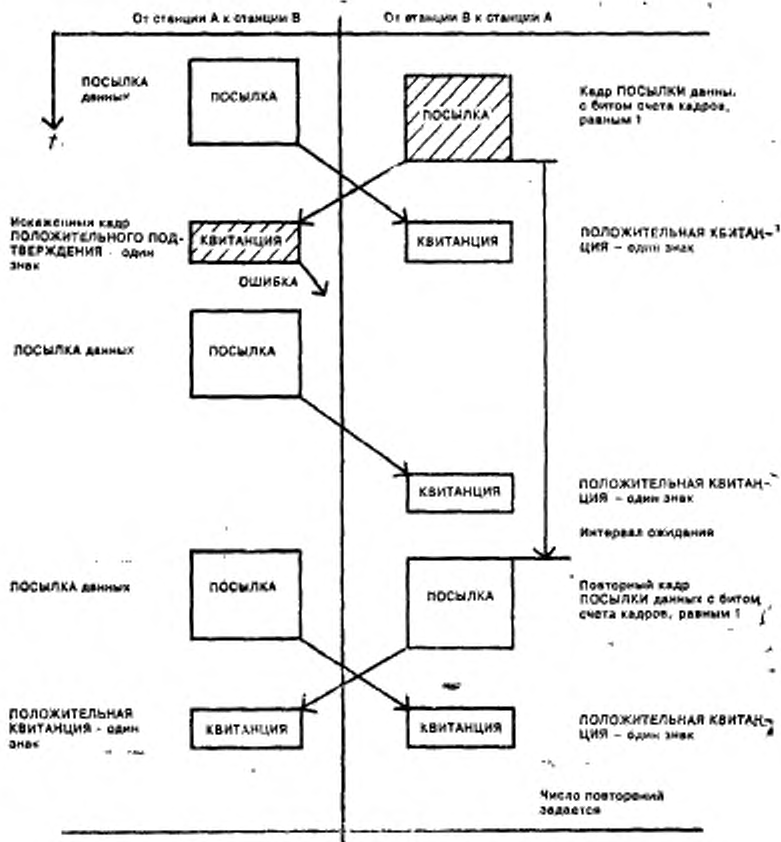 От станции А к станции В
От станции В к станции А
ПОСЫЛКА
данных
ПОСЫЛКА
ПОСЫЛКА
Кадр ПОСЫЛКИ данны.
с битом счета кадров,
равным 1
t
Искаженный кадр
ПОЛОЖИТЕЛЬНОГО ПОД-
ТВЕРЖДЕНИЯ - один
знак
КВИТАНЦИЯ
КВИТАНЦИЯ
ПОЛОЖИТЕЛЬНАЯ КВИТАН-
ЦИЯ – один знак
ОШИБКА
ПОСЫЛКА данных
ПОСЫЛКА
КВИТАНЦИЯ
ПОЛОЖИТЕЛЬНАЯ КВИТАН-
ЦИЯ – один знак
Интервал ожидания
ПОСЫЛКА данных
ПОСЫЛКА
ПОСЫЛКА
Повторный кадр
ПОСЫЛКИ данных с битом
счета кадров, равным 1
ПОЛОЖИТЕЛЬНАЯ
КВИТАНЦИЯ - один
знак
КВИТАНЦИЯ
КВИТАНЦИЯ
ПОЛОЖИТЕЛЬНАЯ КВИТАН-
ЦИЯ – один знак
Число повторений
задается